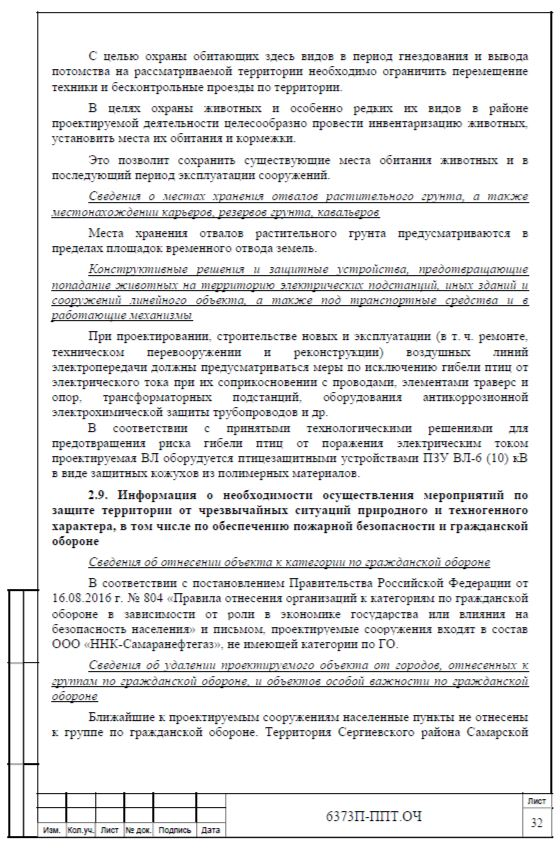 С целью охраны обитающих здесь видов в период гнездования и вывода
потомства на рассматриваемой территории необходимо ограничить перемещение
техники и бесконтрольные проезды по территории.
В целях охраны животных и особенно редких их видов в районе
проектируемой деятельности целесообразно провести инвентаризацию животных,
установить места их обитания и кормежки.
Это позволит сохранить существующие места обитания животных и в
последующий период эксплуатации сооружений.
Сведения о местах хранения отвалов растительного грунта, а также
местонахождении карьеров, резервов грунта, кавальеров
Места хранения отвалов растительного грунта предусматриваются в
пределах площадок временного отвода земель.
Конструктивные решения и защитные устройства, предотвращающие
попадание животных на территорию электрических подстанций, иных зданий и
сооружений линейного объекта, а также под транспортные средства и в
работающие механизмы
При проектировании, строительстве новых и эксплуатации (в т. ч. ремонте,
техническом перевооружении и реконструкции) воздушных линий
электропередачи должны предусматриваться меры по исключению гибели птиц от
электрического тока при их соприкосновении с проводами, элементами траверс и
опор, трансформаторных подстанций, оборудования антикоррозионной
электрохимической защиты трубопроводов и др.
В соответствии с принятыми технологическими решениями для
предотвращения риска гибели птиц от поражения электрическим током
проектируемая ВЛ оборудуется птицезащитными устройствами ПЗУ ВЛ-6 (10) кВ
в виде защитных кожухов из полимерных материалов.
2.9. Информация о необходимости осуществления мероприятий по
защите территории от чрезвычайных ситуаций природного и техногенного
характера, в том числе по обеспечению пожарной безопасности и гражданской
обороне
Сведения об отнесении объекта к категории по гражданской обороне
В соответствии с постановлением Правительства Российской Федерации от
16.08.2016 г. № 804 «Правила отнесения организаций к категориям по гражданской
обороне в зависимости от роли в экономике государства или влияния на
безопасность населения» и письмом, проектируемые сооружения входят в состав
ООО «ННК-Самаранефтегаз», не имеющей категории по ГО.
Сведения об удалении проектируемого объекта от городов, отнесенных к
группам по гражданской обороне, и объектов особой важности по гражданской
обороне
Ближайшие к проектируемым сооружениям населенные пункты не отнесены
к группе по гражданской обороне. Территория Сергиевского района Самарской
Изм. Кол.уч. Лист № док. Подпись Дата
6373П-ППТ.ОЧ
Лист
32